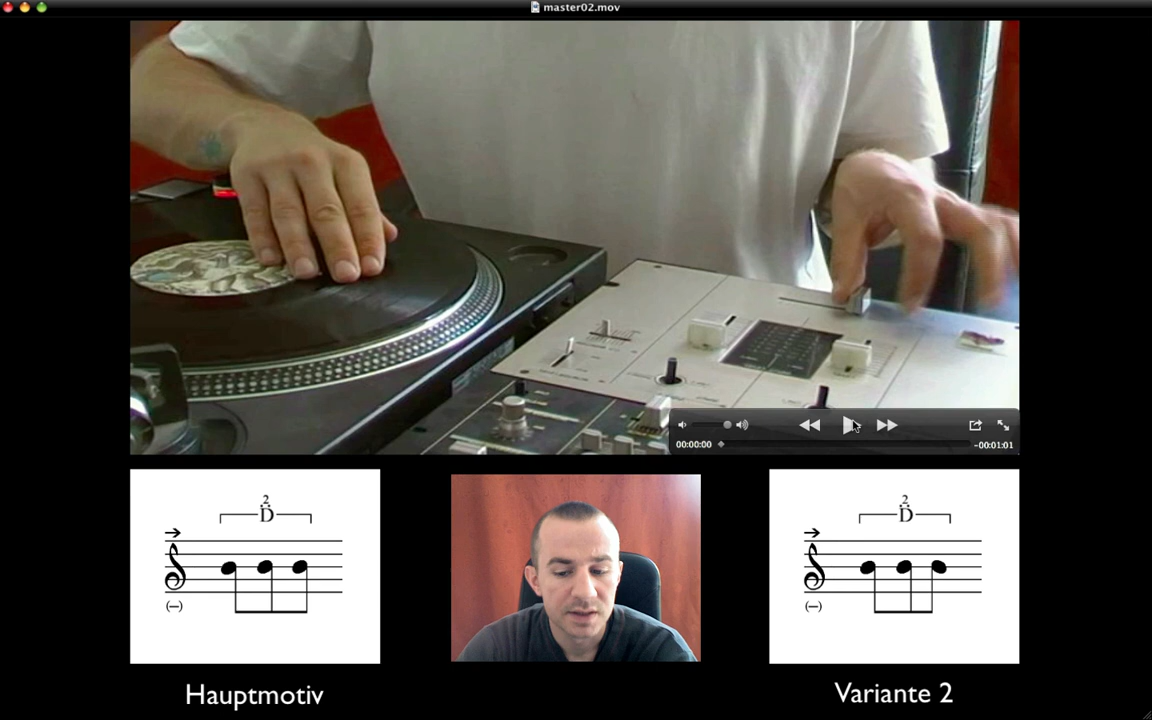 master02.mov
00:00:00
-00:01:01
2
D
(–)
2
D
(–)
Hauptmotiv
Variante 2